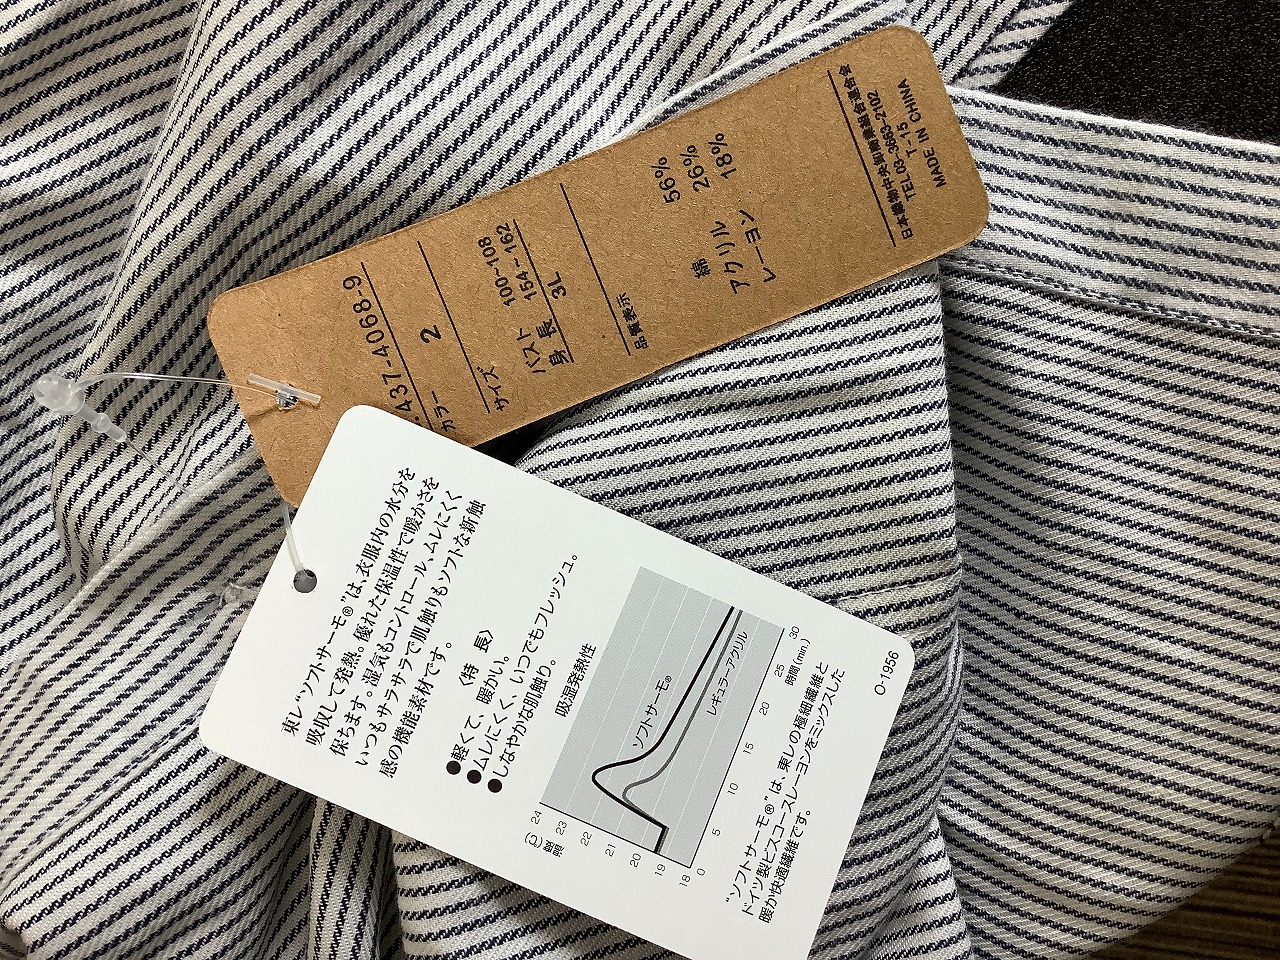 .437-4068-9
カラー 2
サイズ
バスト 100~108
身長 154~162
3L
品質表示
綿 56%
アクリル 26%
レーヨン 18%
日本織物中央卸商業組合連合会
TEL03-3663-2102
T-15
MADE IN CHINA
東レ・ソフトサーモ®"は、衣服内の水分を
吸収して発熱。優れた保温性で暖かさを
保ちます。湿気もコントロール、ムレにくく
いつもサラサラで肌触りもソフトな新触
感の機能素材です。
〈特長〉
●軽くて、暖かい。
●ムレにくく、いつでもフレッシュ。
●しなやかな肌触り。
吸湿発熱性
(℃)
温度
24
23
22
21
20
19
18
ソフトサーモ®
レギュラーアクリル
0
5
10
15
20
25
30
時間(min.)
"ソフトサーモ®"は、東レの極細繊維と
ドイツ製ビスコースレーヨンをミックスした
暖か快適繊維です。
O-1956